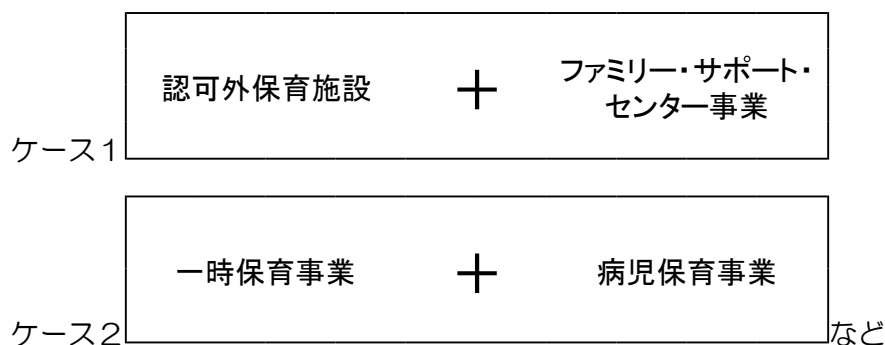 認可外保育施設 ＋ ファミリー・サポート・
センター事業
ケース１
一時保育事業 ＋ 病児保育事業
ケース２ など